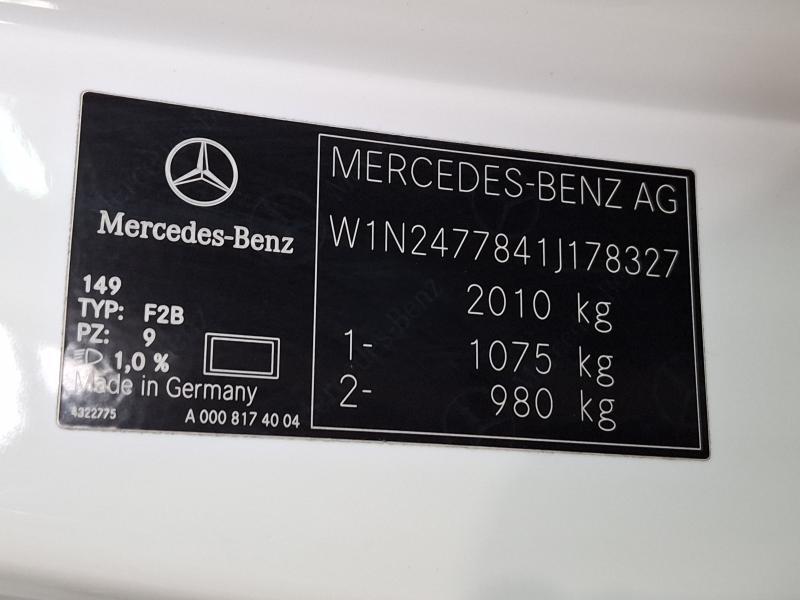 Mercedes-Benz
149
TYP: F2B
PZ: 9
1,0 %
Made in Germany
4322775
A 000 817 40 04
MERCEDES-BENZ AG
W1N2477841J178327
2010 kg
1- 1075 kg
2- 980 kg